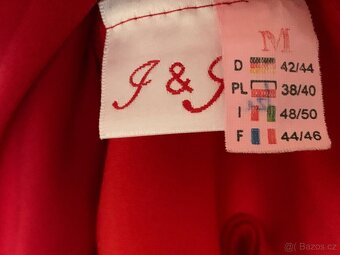 M
J & S
D 42/44
PL 38/40
I 48/50
F 44/46
© Bazos.cz